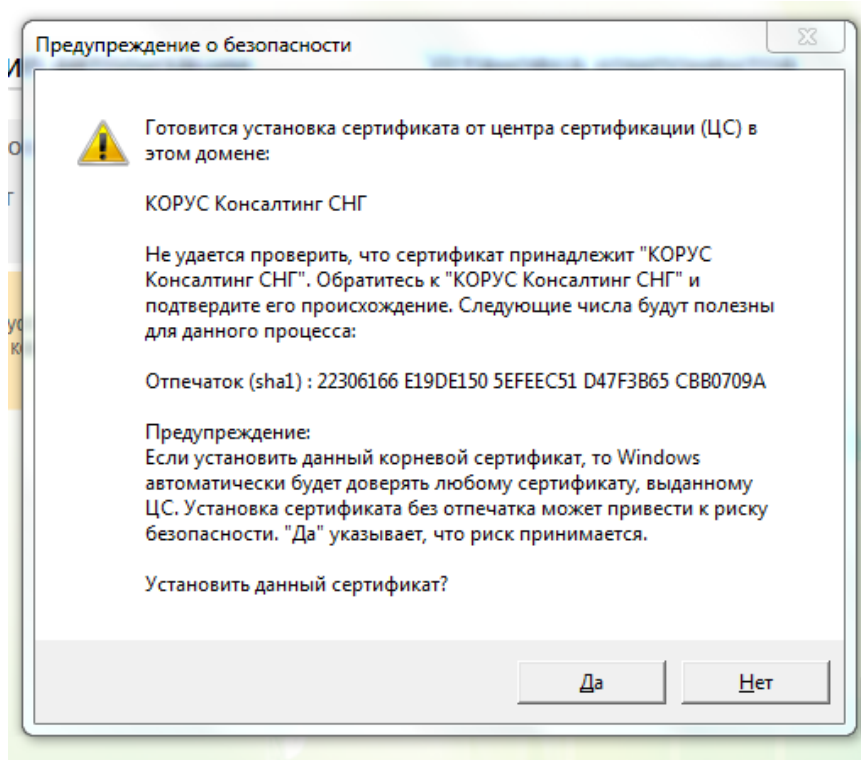 Предупреждение о безопасности
Готовится установка сертификата от центра сертификации (ЦС) в
этом домене:
КОРУС Консалтинг СНГ
Не удается проверить, что сертификат принадлежит "КОРУС
Консалтинг СНГ". Обратитесь к "КОРУС Консалтинг СНГ" и
подтвердите его происхождение. Следующие числа будут полезны
для данного процесса:
Отпечаток (sha1) : 22306166 E19DE150 5EFEEC51 D47F3B65 CBB0709A
Предупреждение:
Если установить данный корневой сертификат, то Windows
автоматически будет доверять любому сертификату, выданному
ЦС. Установка сертификата без отпечатка может привести к риску
безопасности. "Да" указывает, что риск принимается.
Установить данный сертификат?
Да
Нет